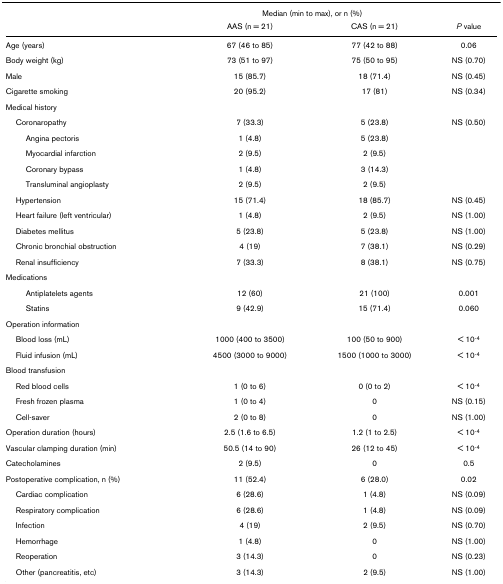 Median (min to max), or n (%)
AAS (n = 21) CAS (n = 21) P value
Age (years) 67 (46 to 85) 77 (42 to 88) 0.06
Body weight (kg) 73 (51 to 97) 75 (50 to 95) NS (0.70)
Male 15 (85.7) 18 (71.4) NS (0.45)
Cigarette smoking 20 (95.2) 17 (81) NS (0.34)
Medical history
Coronaropathy 7 (33.3) 5 (23.8) NS (0.50)
Angina pectoris 1 (4.8) 5 (23.8)
Myocardial infarction 2 (9.5) 2 (9.5)
Coronary bypass 1 (4.8) 3 (14.3)
Transluminal angioplasty 2 (9.5) 2 (9.5)
Hypertension 15 (71.4) 18 (85.7) NS (0.45)
Heart failure (left ventricular) 1 (4.8) 2 (9.5) NS (1.00)
Diabetes mellitus 5 (23.8) 5 (23.8) NS (1.00)
Chronic bronchial obstruction 4 (19) 7 (38.1) NS (0.29)
Renal insufficiency 7 (33.3) 8 (38.1) NS (0.75)
Medications
Antiplatelets agents 12 (60) 21 (100) 0.001
Statins 9 (42.9) 15 (71.4) 0.060
Operation information
Blood loss (mL) 1000 (400 to 3500) 100 (50 to 900) < 10-4
Fluid infusion (mL) 4500 (3000 to 9000) 1500 (1000 to 3000) < 10-4
Blood transfusion
Red blood cells 1 (0 to 6) 0 (0 to 2) < 10-4
Fresh frozen plasma 1 (0 to 4) 0 NS (0.15)
Cell-saver 2 (0 to 8) 0 NS (1.00)
Operation duration (hours) 2.5 (1.6 to 6.5) 1.2 (1 to 2.5) < 10-4
Vascular clamping duration (min) 50.5 (14 to 90) 26 (12 to 45) < 10-4
Catecholamines 2 (9.5) 0 0.5
Postoperative complication, n (%) 11 (52.4) 6 (28.0) 0.02
Cardiac complication 6 (28.6) 1 (4.8) NS (0.09)
Respiratory complication 6 (28.6) 1 (4.8) NS (0.09)
Infection 4 (19) 2 (9.5) NS (0.70)
Hemorrhage 1 (4.8) 0 NS (1.00)
Reoperation 3 (14.3) 0 NS (0.23)
Other (pancreatitis, etc) 3 (14.3) 2 (9.5) NS (1.00)